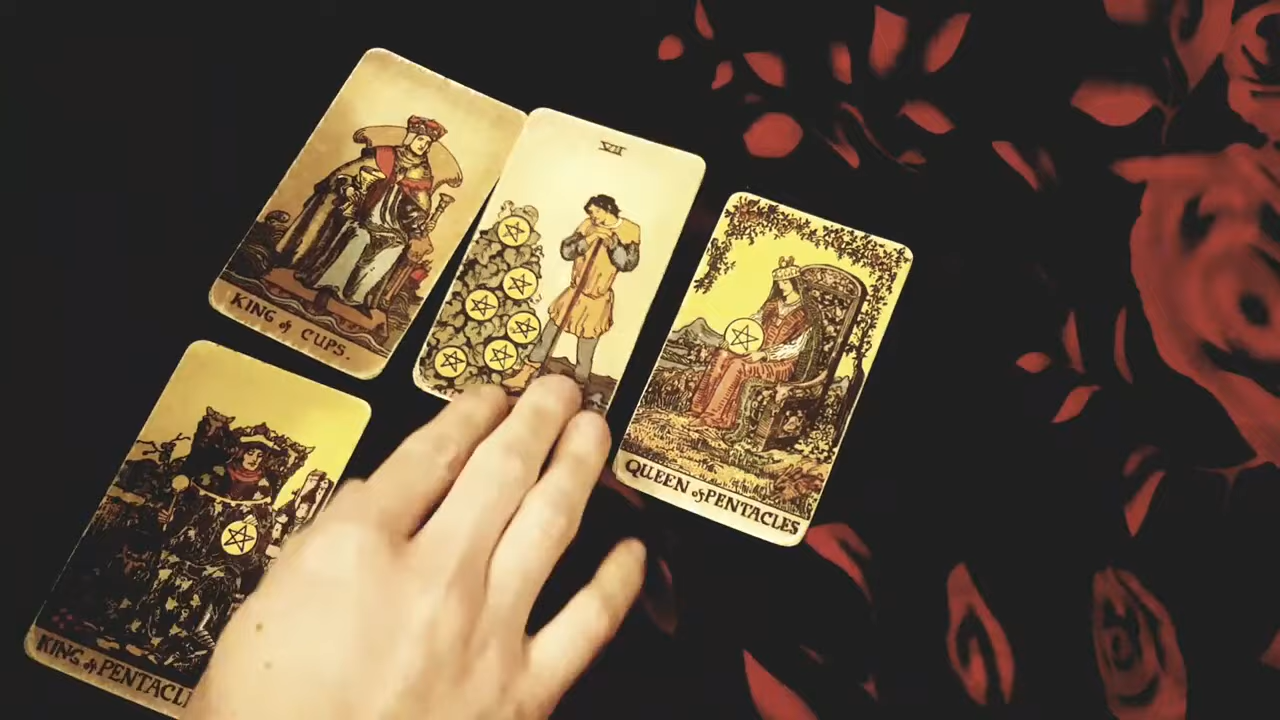 VII
KING of CUPS.
QUEEN of PENTACLES
KING of PENTACL